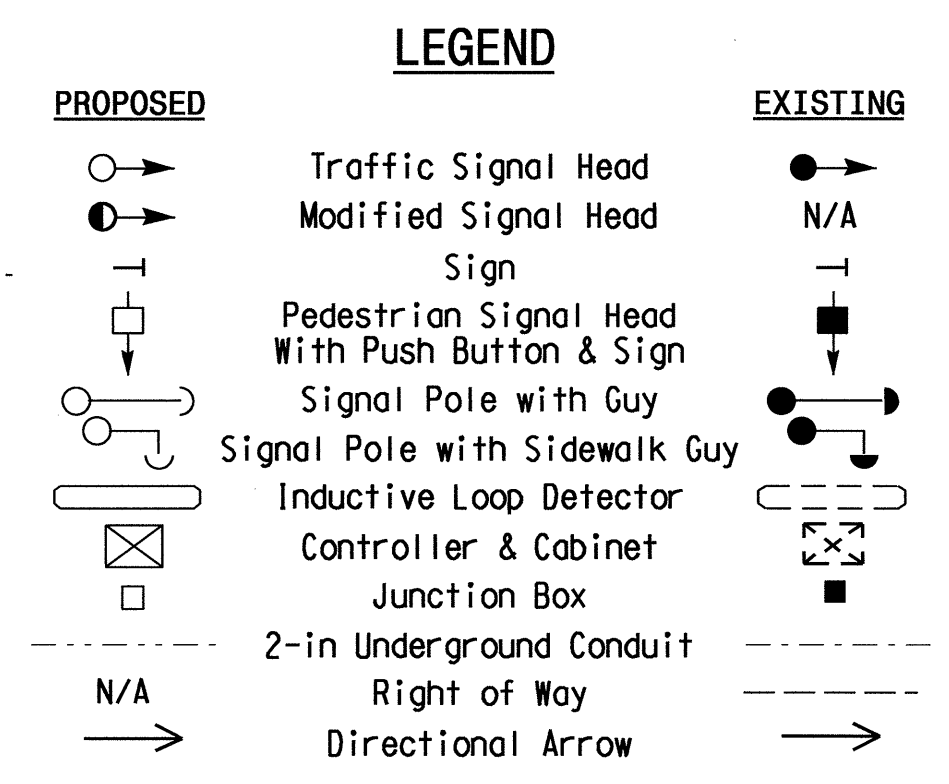 LEGEND
PROPOSED EXISTING
Traffic Signal Head
Modified Signal Head N/A
Sign
Pedestrian Signal Head
With Push Button & Sign
Signal Pole with Guy
Signal Pole with Sidewalk Guy
Inductive Loop Detector
Controller & Cabinet
Junction Box
2-in Underground Conduit
N/A Right of Way
Directional Arrow